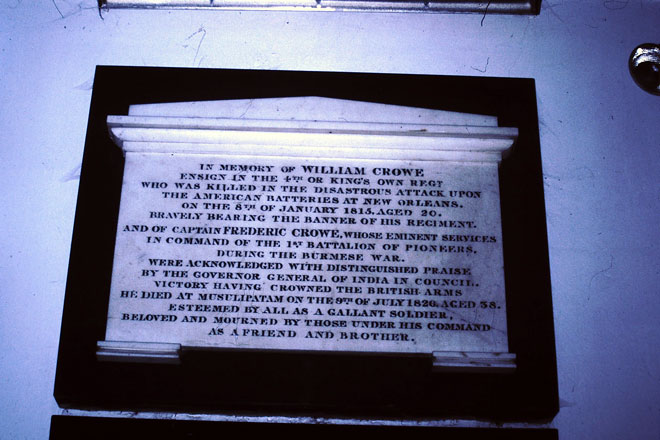 IN MEMORY OF WILLIAM CROWE
ENSIGN IN THE 4TH OR KING'S OWN REGT
WHO WAS KILLED IN THE DISASTROUS ATTACK UPON
THE AMERICAN BATTERIES AT NEW ORLEANS,
ON THE 8TH OF JANUARY 1815, AGED 20.
BRAVELY BEARING THE BANNER OF HIS REGIMENT.
AND OF CAPTAIN FREDERIC CROWE, WHOSE EMINENT SERVICES
IN COMMAND OF THE 1ST BATTALION OF PIONEERS,
DURING THE BURMESE WAR.
WERE ACKNOWLEDGED WITH DISTINGUISHED PRAISE
BY THE GOVERNOR GENERAL OF INDIA IN COUNCIL.
VICTORY HAVING CROWNED THE BRITISH ARMS
HE DIED AT MUSULIPATAM ON THE 9TH OF JULY 1826, AGED 38.
ESTEEMED BY ALL AS A GALLANT SOLDIER,
BELOVED AND MOURNED BY THOSE UNDER HIS COMMAND
AS A FRIEND AND BROTHER.